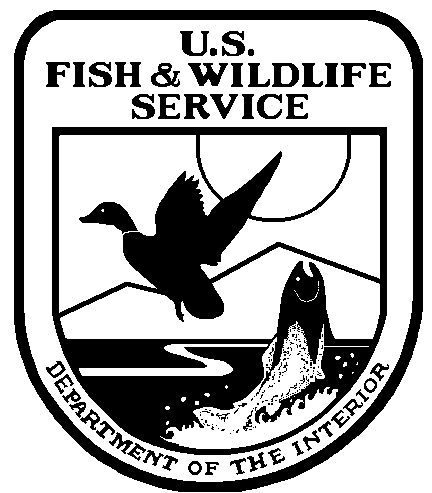 U.S.
FISH & WILDLIFE
SERVICE
DEPARTMENT OF THE INTERIOR